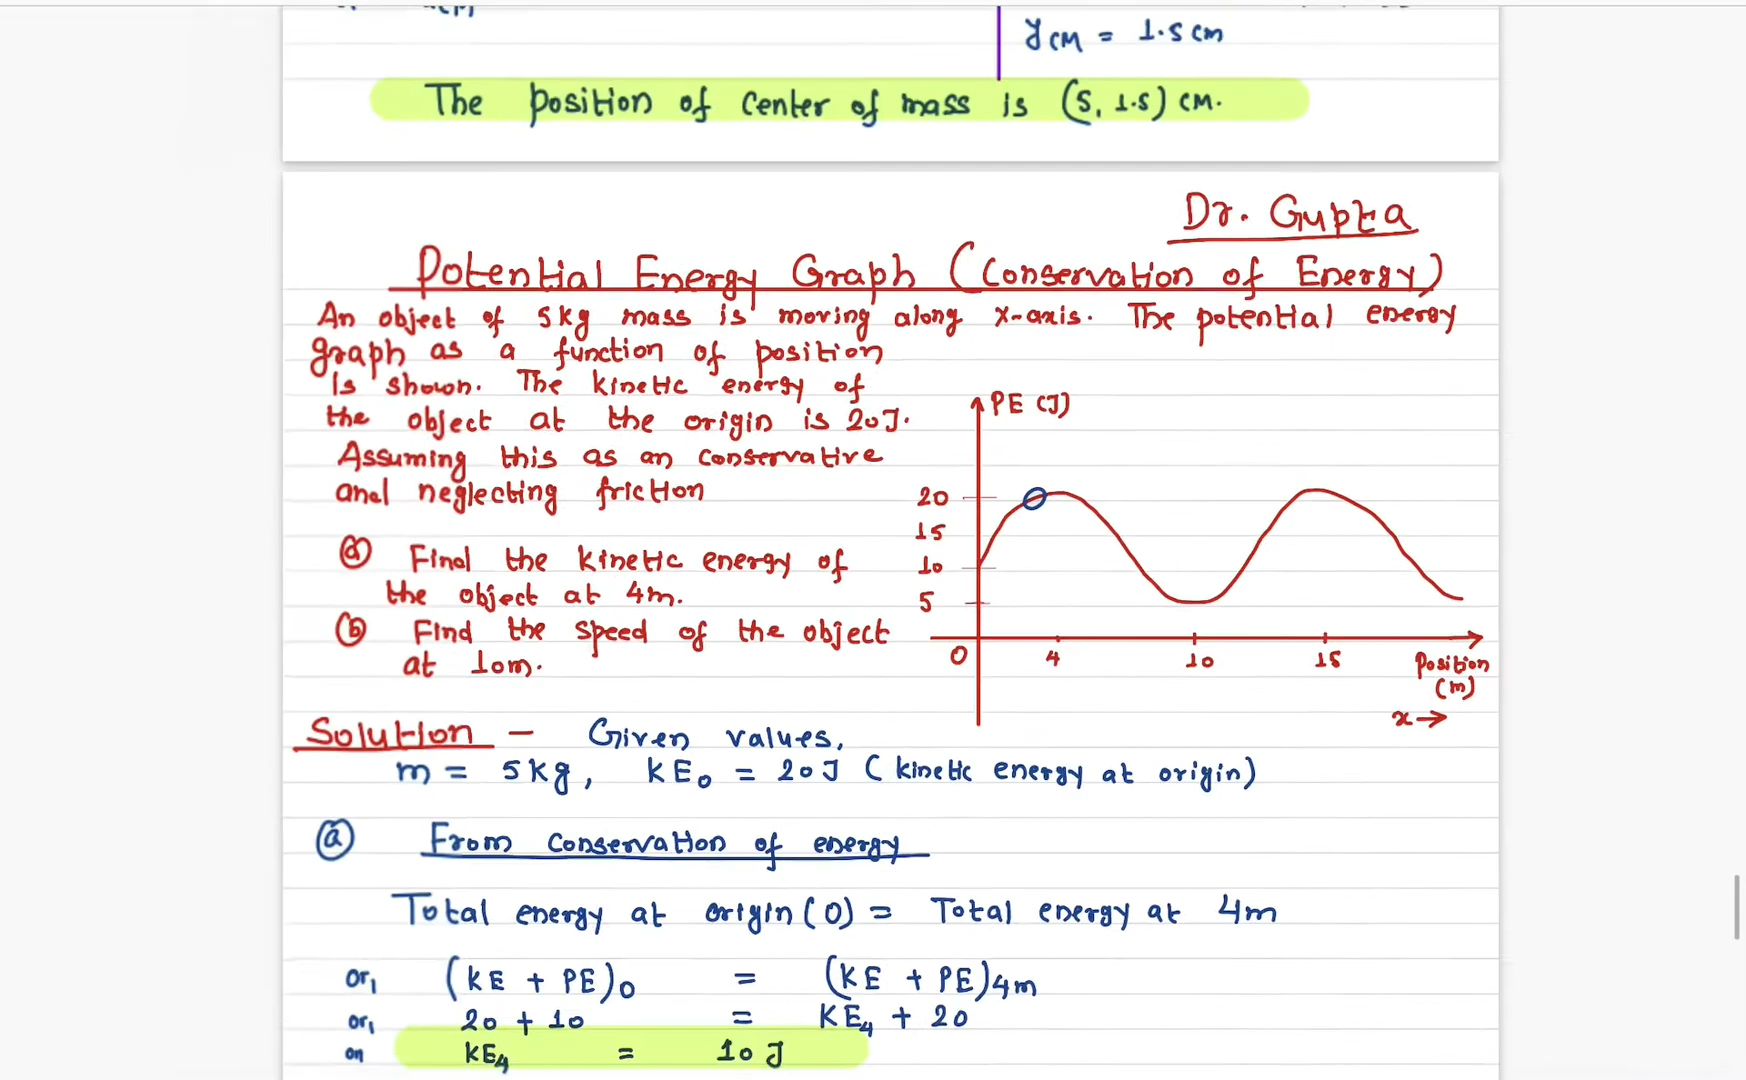 y CM = 1.5 cm
The position of center of mass is (5, 1.5) cm.
Dr. Gupta
Potential Energy Graph (Conservation of Energy)
An object of 5kg mass is moving along x-axis. The potential energy
graph as a function of position
is shown. The kinetic energy of
the object at the origin is 20J.
Assuming this as an conservative
and neglecting friction
(a) Find the kinetic energy of
the object at 4m.
(b) Find the speed of the object
at 10m.
PE (J)
20
15
10
5
0 4 10 15 Position
(m)
x →
Solution - Given values,
m = 5kg, KE₀ = 20J (kinetic energy at origin)
(a) From conservation of energy
Total energy at origin (0) = Total energy at 4m
or, (KE + PE)₀ = (KE + PE)₄m
or, 20 + 10 = KE₄ + 20
on KE₄ = 10 J